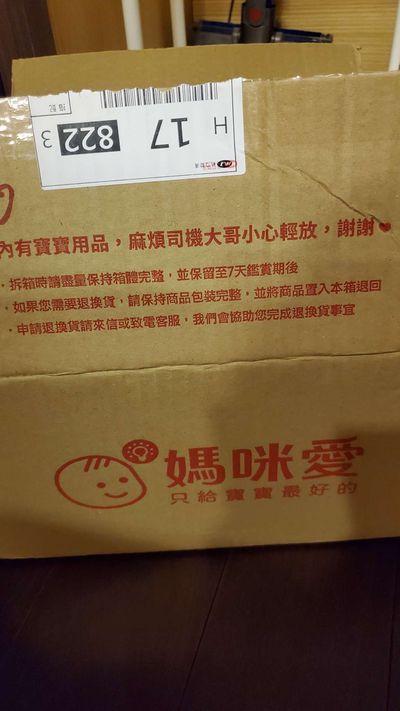 H 17 822 3
內有寶寶用品，麻煩司機大哥小心輕放，謝謝
．拆箱時請盡量保持箱體完整，並保留至7天鑑賞期後
．如果您需要退換貨，請保持商品包裝完整，並將商品置入本箱退回
．申請退換貨請來信或致電客服，我們會協助您完成退換貨事宜
媽咪愛
只給寶寶最好的